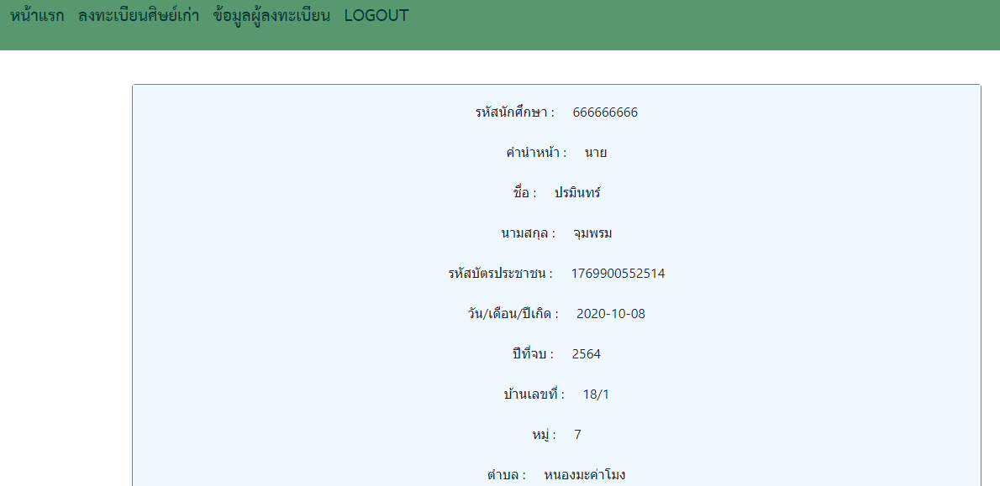 หน้าแรก ลงทะเบียนศิษย์เก่า ข้อมูลผู้ลงทะเบียน LOGOUT
รหัสนักศึกษา : 666666666
คำนำหน้า : นาย
ชื่อ : ปรมินทร์
นามสกุล : จุมพรม
รหัสบัตรประชาชน : 1769900552514
วัน/เดือน/ปีเกิด : 2020-10-08
ปีที่จบ : 2564
บ้านเลขที่ : 18/1
หมู่ : 7
ตำบล : หนองมะค่าโมง